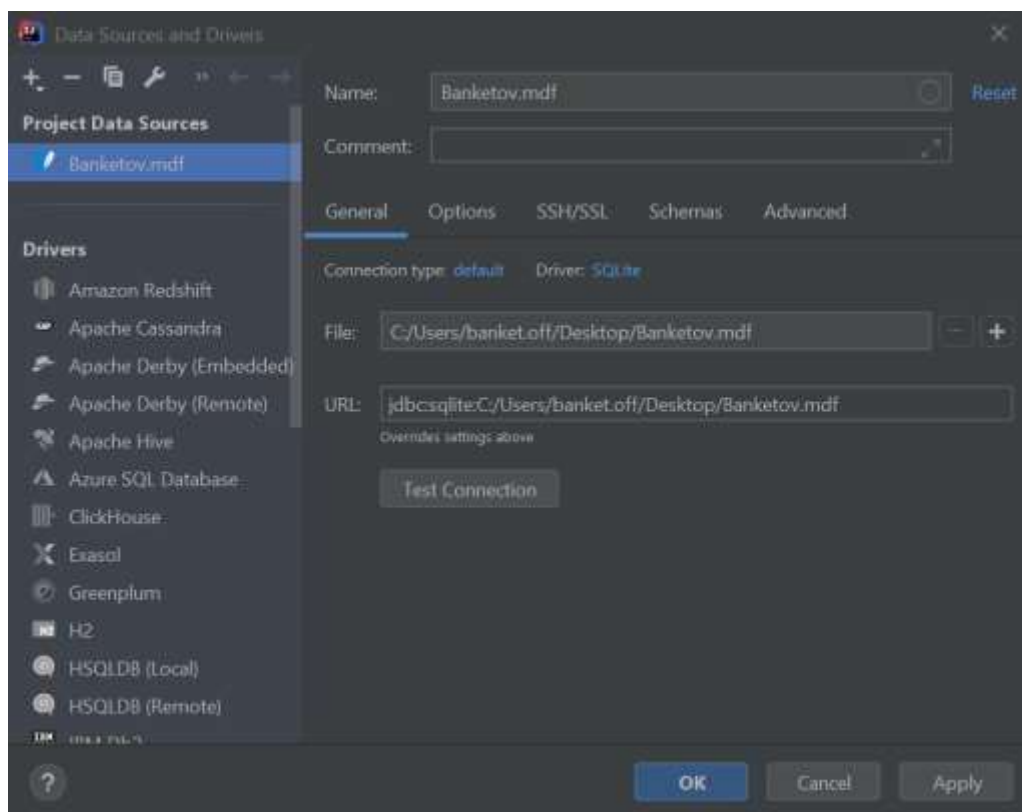 Data Sources and Drivers
Project Data Sources
Banketov.mdf
Drivers
Amazon Redshift
Apache Cassandra
Apache Derby (Embedded)
Apache Derby (Remote)
Apache Hive
Azure SQL Database
ClickHouse
Exasol
Greenplum
H2
HSQLDB (Local)
HSQLDB (Remote)
IBM Db2
Name: Banketov.mdf Reset
Comment:
General Options SSH/SSL Schemas Advanced
Connection type: default Driver: SQLite
File: C:/Users/banket.off/Desktop/Banketov.mdf
URL: jdbc:sqlite:C:/Users/banket.off/Desktop/Banketov.mdf
Overrides settings above
Test Connection
? OK Cancel Apply